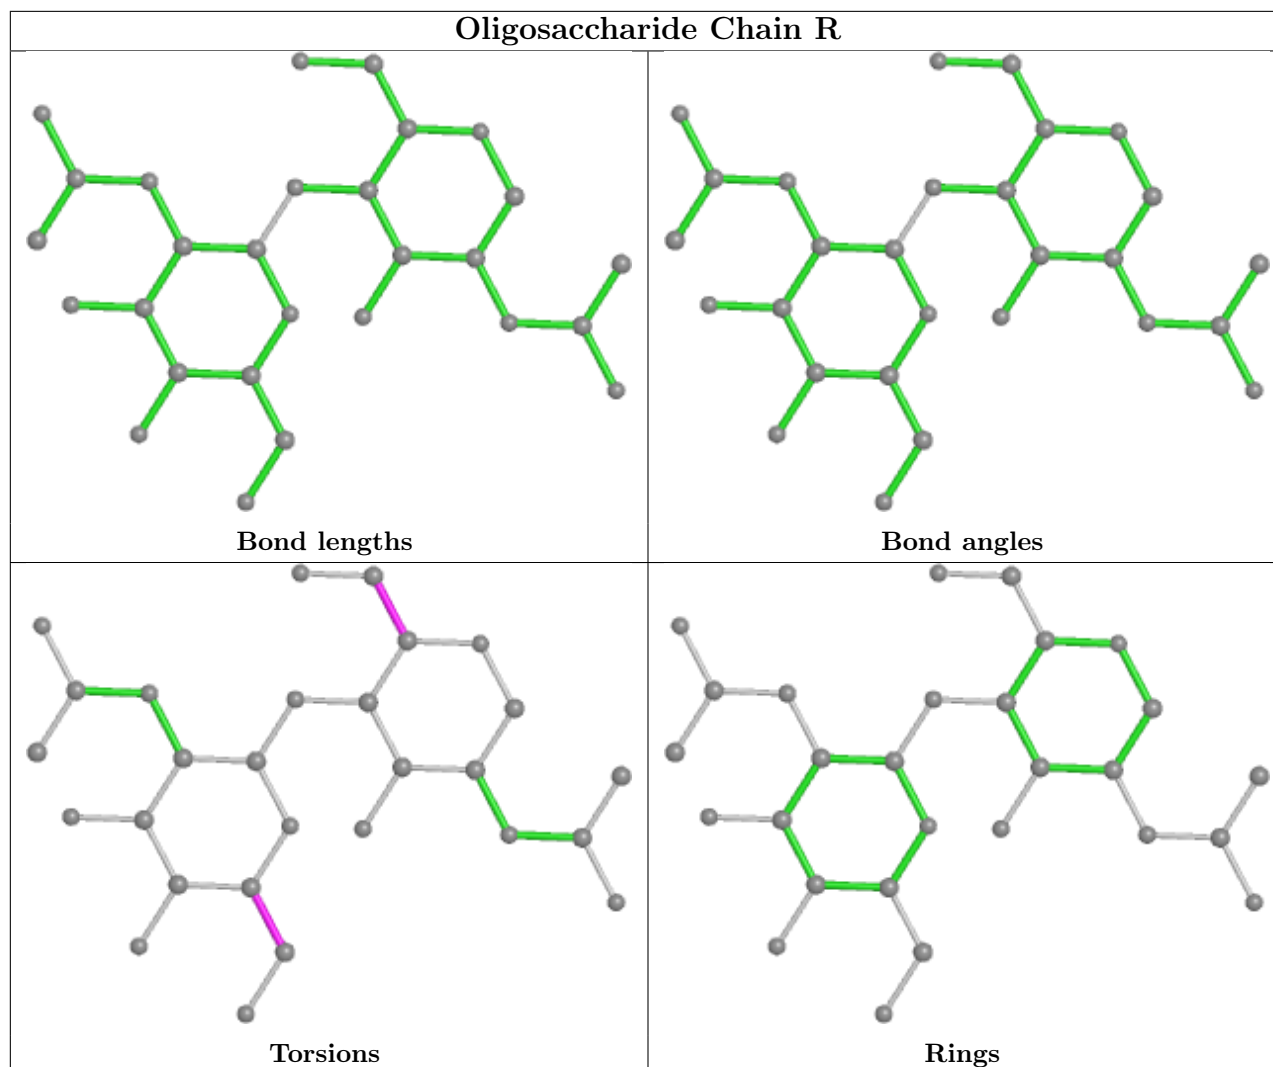 Oligosaccharide Chain R
Bond lengths
Bond angles
Torsions
Rings